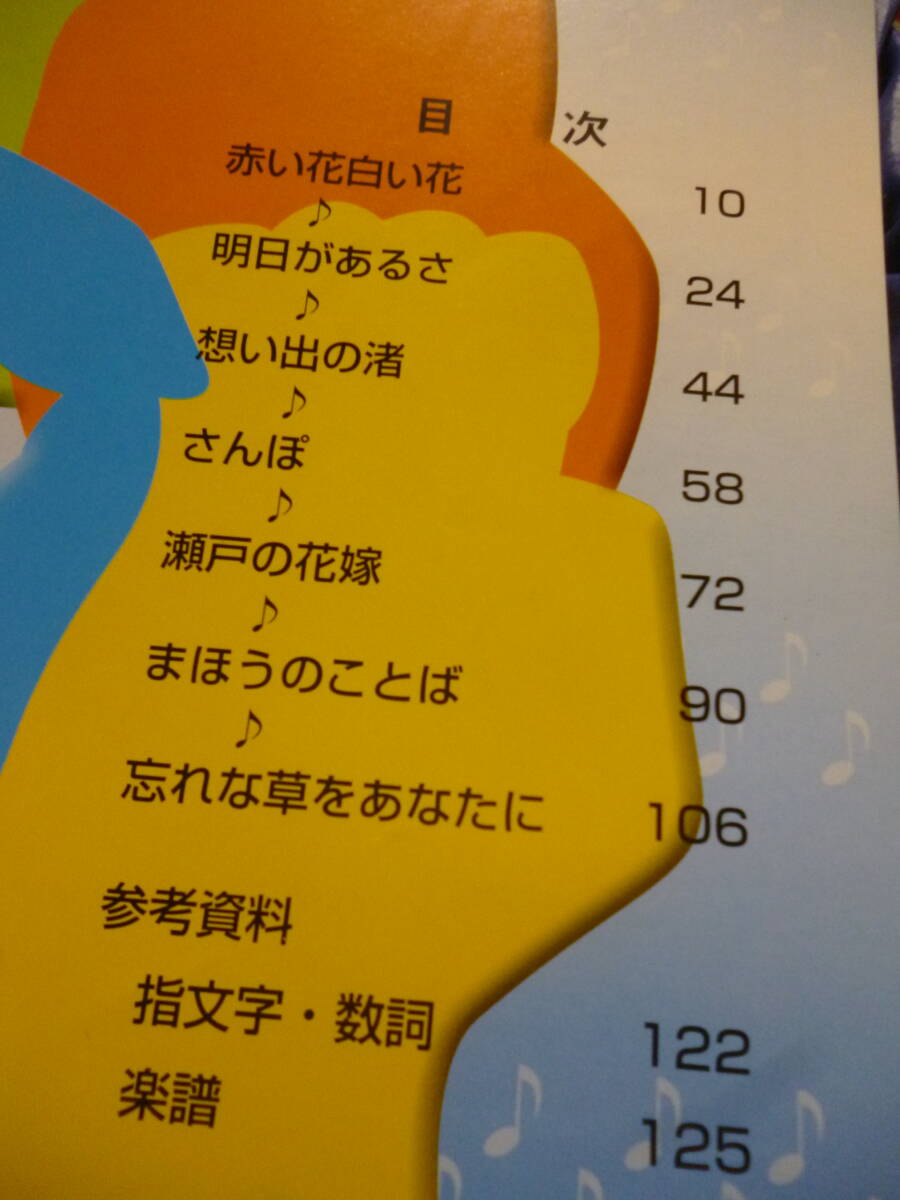 目 次
赤い花白い花 10
♪
明日があるさ 24
♪
想い出の渚 44
♪
さんぽ 58
♪
瀬戸の花嫁 72
♪
まほうのことば 90
♪
忘れな草をあなたに 106
参考資料
指文字・数詞 122
楽譜 125